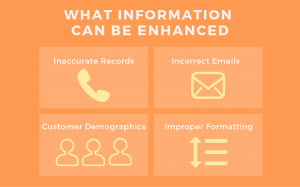 WHAT INFORMATION
CAN BE ENHANCED
Inaccurate Records
Incorrect Emails
Customer Demographics
Improper Formatting